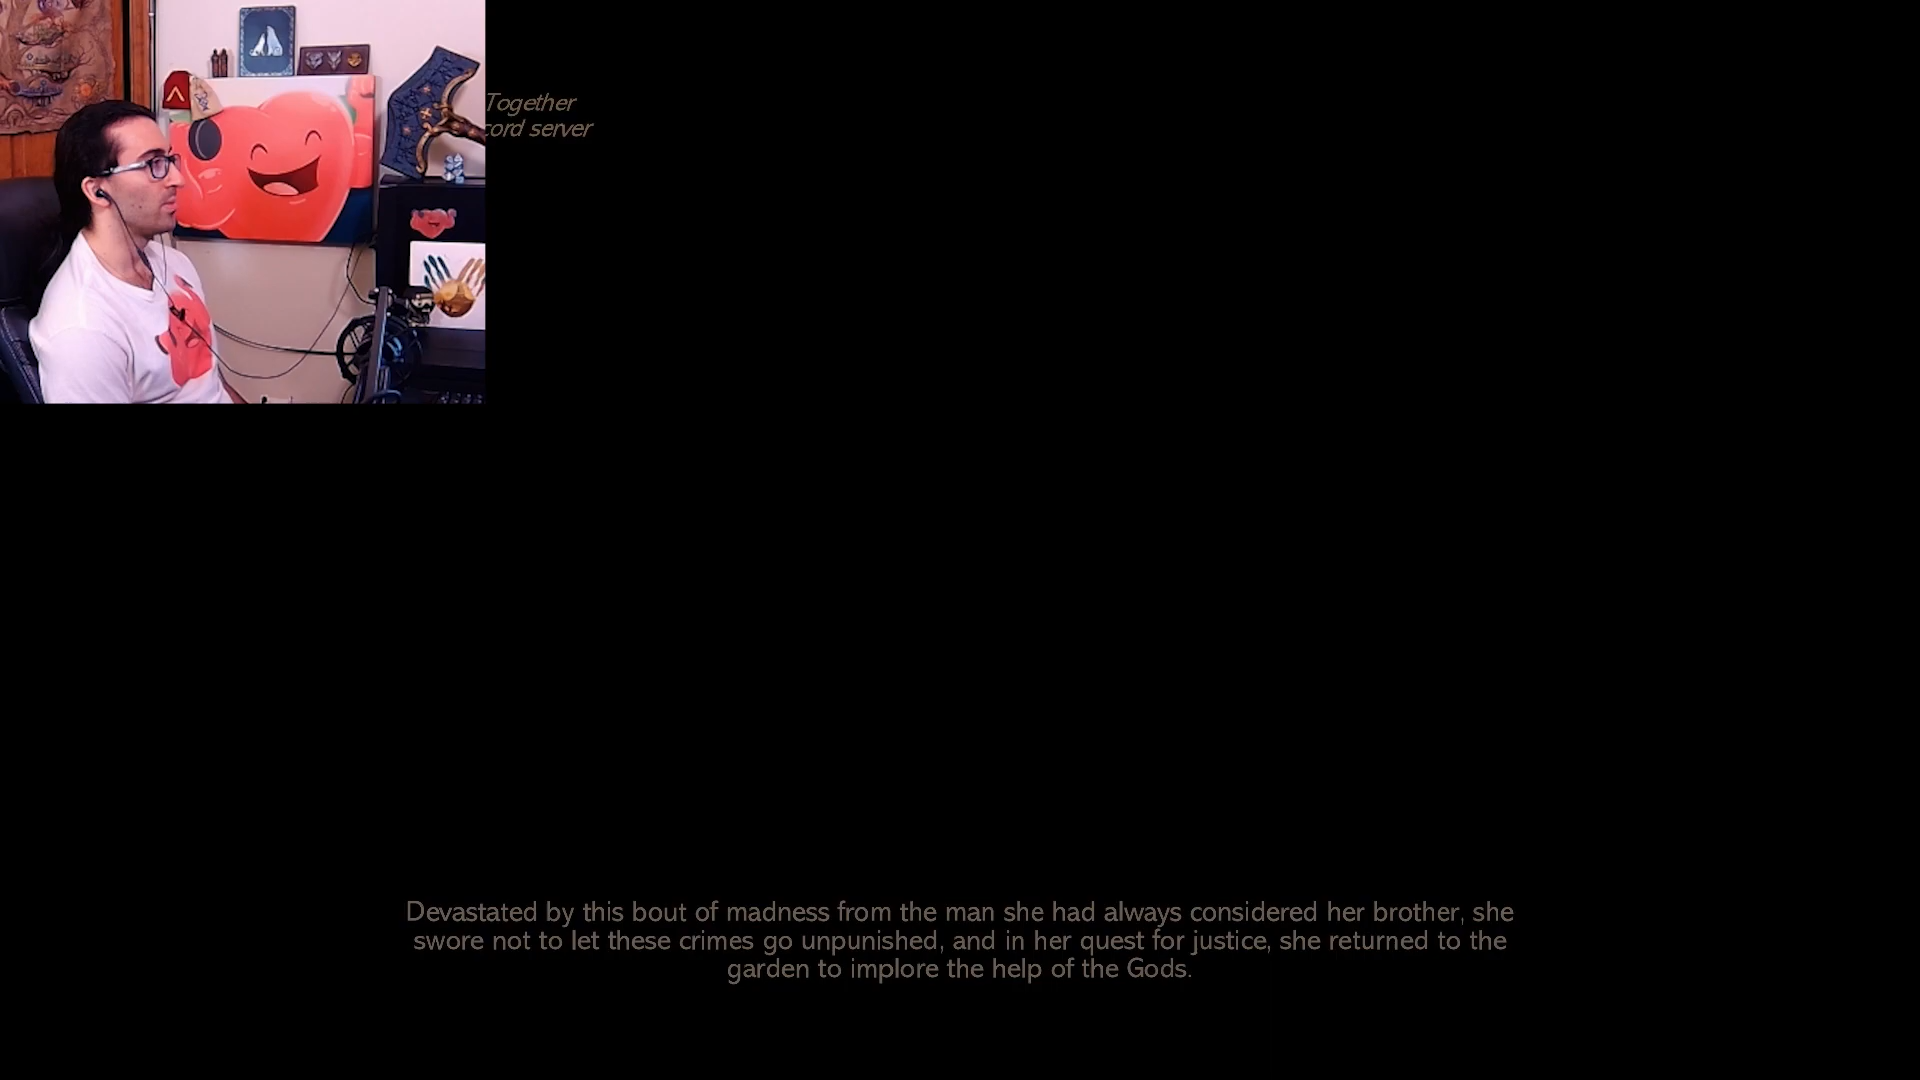 Together
cord server
Devastated by this bout of madness from the man she had always considered her brother, she
swore not to let these crimes go unpunished, and in her quest for justice, she returned to the
garden to implore the help of the Gods.